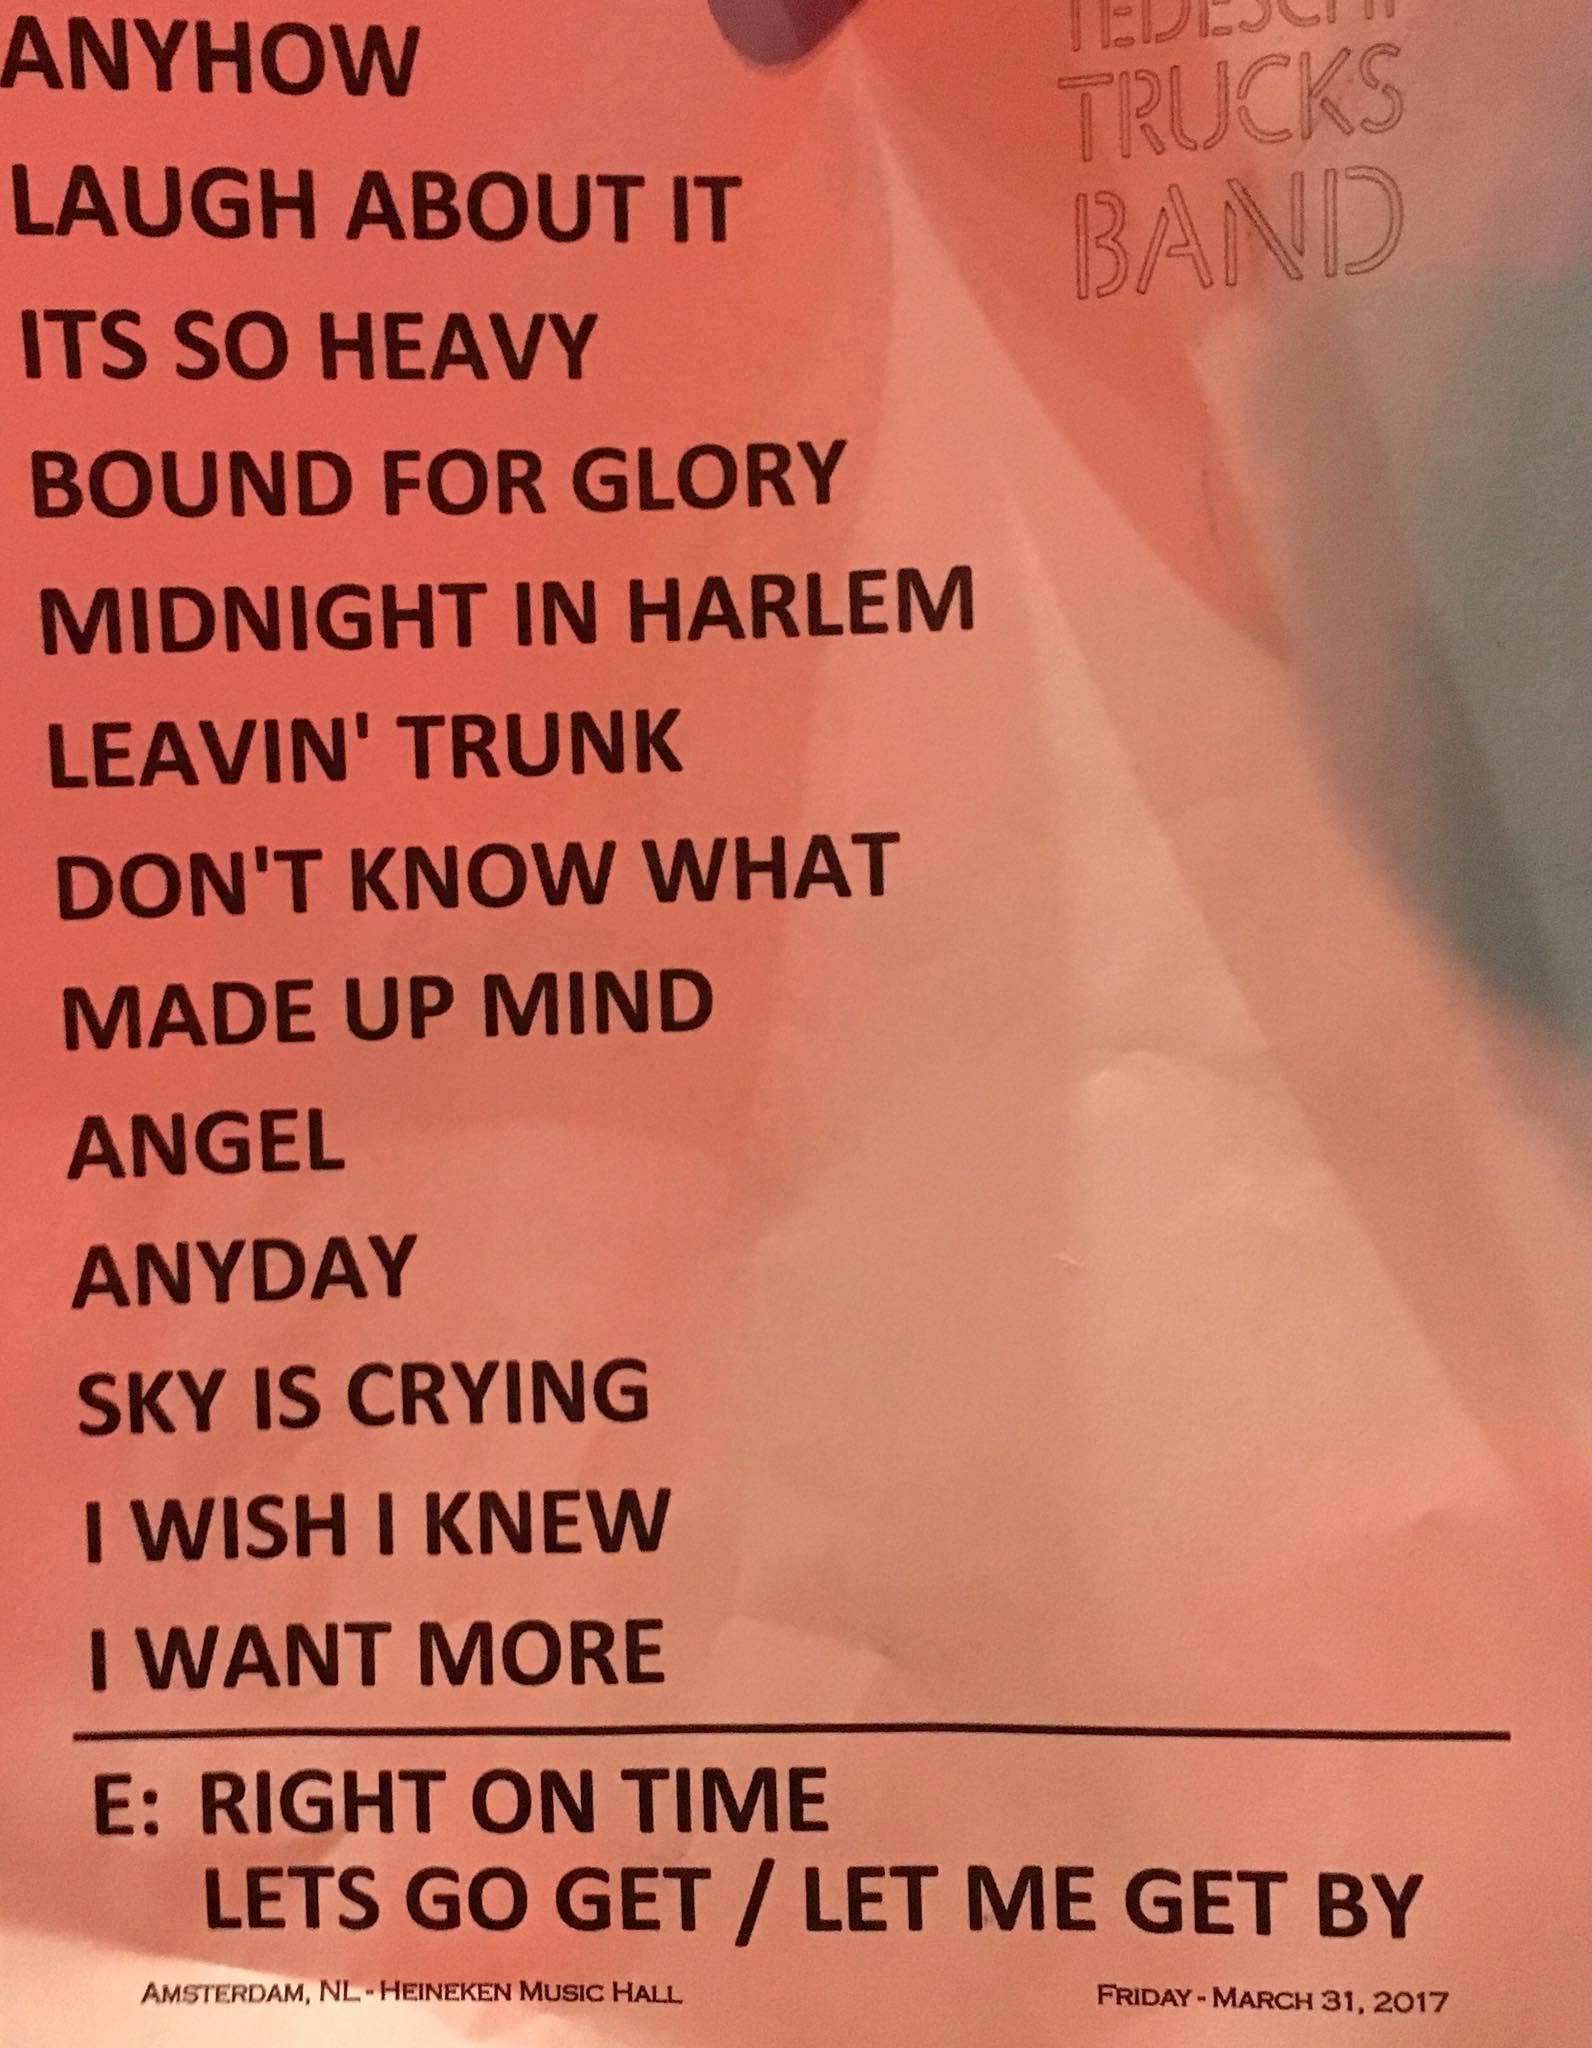 TEDESCHI
TRUCKS
BAND
ANYHOW
LAUGH ABOUT IT
ITS SO HEAVY
BOUND FOR GLORY
MIDNIGHT IN HARLEM
LEAVIN' TRUNK
DON'T KNOW WHAT
MADE UP MIND
ANGEL
ANYDAY
SKY IS CRYING
I WISH I KNEW
I WANT MORE
E: RIGHT ON TIME
LETS GO GET / LET ME GET BY
AMSTERDAM, NL - HEINEKEN MUSIC HALL
FRIDAY - MARCH 31, 2017